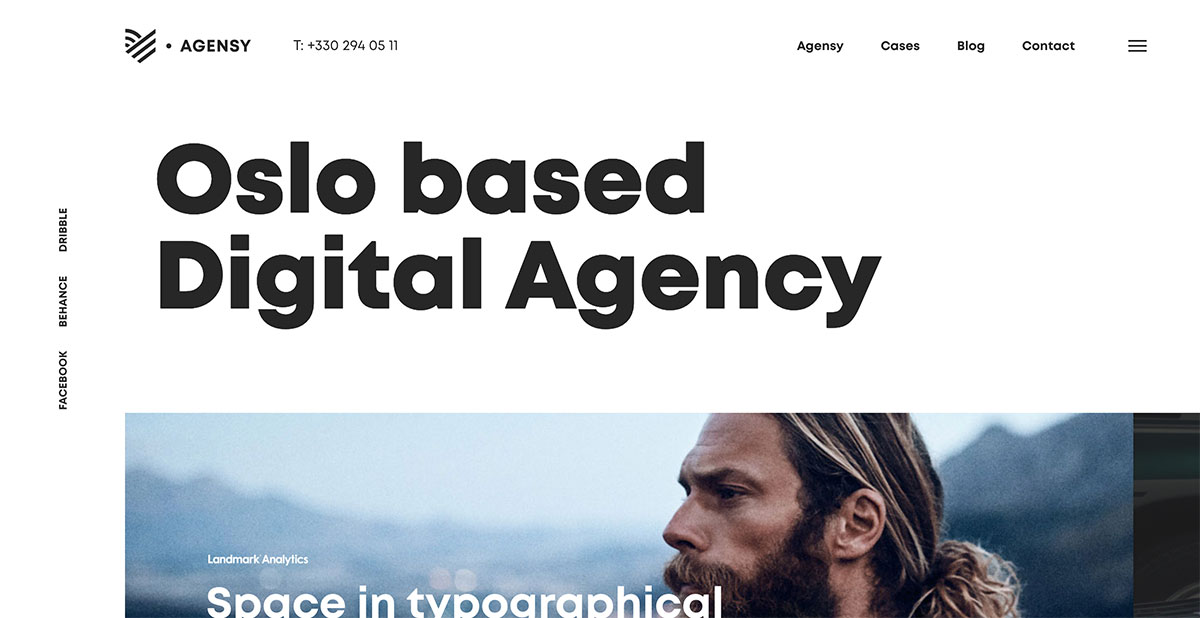 AGENSY
T: +330 294 05 11
Agensy
Cases
Blog
Contact
Oslo based
Digital Agency
DRIBBLE
BEHANCE
FACEBOOK
Landmark Analytics
Space in typographical